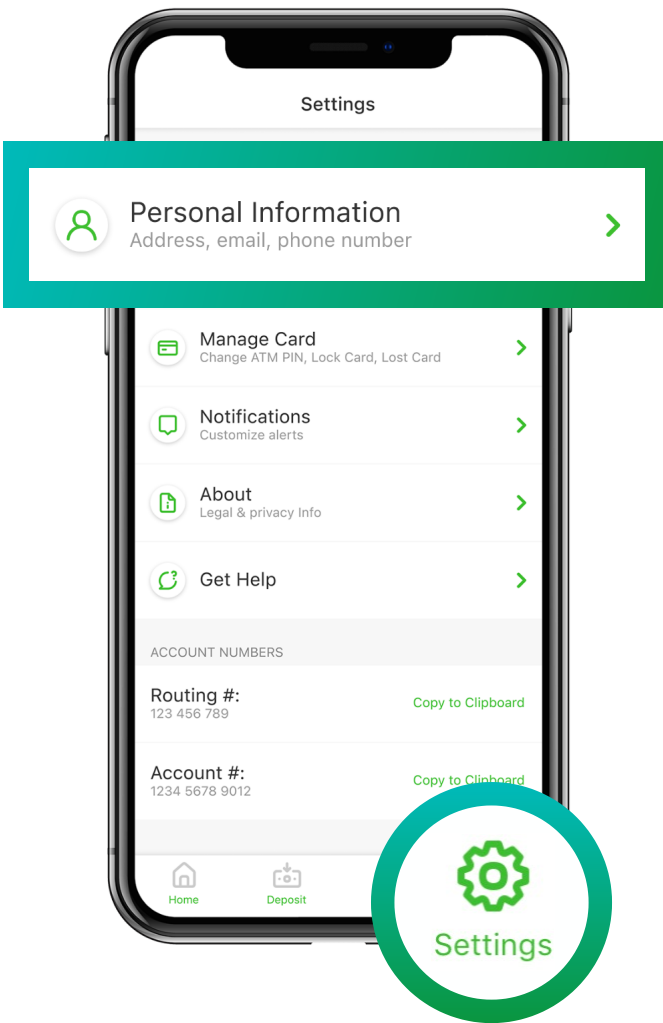 Settings
Personal Information
Address, email, phone number
Manage Card
Change ATM PIN, Lock Card, Lost Card
Notifications
Customize alerts
About
Legal & privacy Info
Get Help
ACCOUNT NUMBERS
Routing #:
123 456 789
Copy to Clipboard
Account #:
1234 5678 9012
Copy to Clipboard
Home
Deposit
Settings